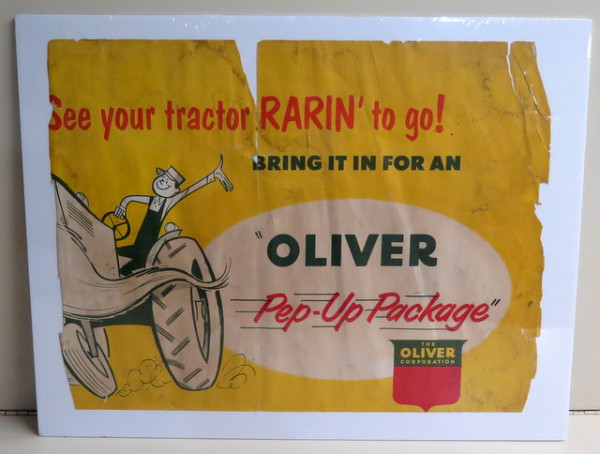 See your tractor RARIN' to go!
BRING IT IN FOR AN
"OLIVER
Pep-Up Package"
THE
OLIVER
CORPORATION